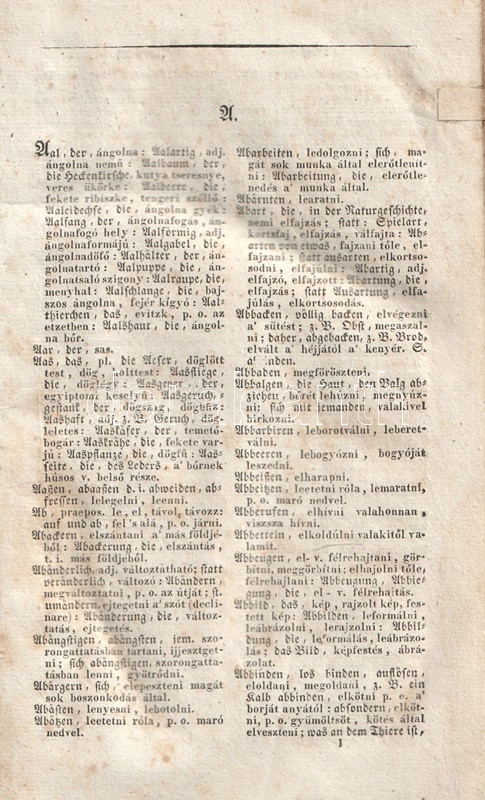 A.
Aal, der, ángolna: Aalartig, adj.
ángolna nemű: Aalbaum, der,
die Heckenkirsche, kutya tseresnye,
veres ükörke: Aalbeere, die,
fekete ribiszke, tengeri szőllő:
Aaleidechse, die, ángolna gyék:
Aalfang, der, ángolnafogás, án-
golnafogó hely: Aalförmig, adj.
ángolnaformájú: Aalgabel, die,
ángolnadöfő: Aalhälter, der, án-
golnatartó: Aalpuppe, die, án-
golnatsaló szigony: Aalraupe, die,
menyhal: Aalschlange, die, baj-
szos ángolna, fejér kígyó: Aal-
thierchen, das, evitzk, p. o. az
etzetben: Aalshaut, die, ángol-
na bőr.
Aar, der, sas.
Aas, das, pl. die Aeser, döglött
test, dög, holttest: Aasfliege,
die, döglégy: Aasgeyer, der,
egyiptomi keselyű: Aasgeruch,
gestank, der, dögszag, dögbűz:
Aashaft, adj. z. B. Geruch, dög-
leletes: Aaskäfer, der, temető-
bogár: Aaskrähe, die, fekete var-
jú: Aaspflanze, die, dögfű: Aas-
seite, die, des Leders, a' bőrnek
húsos v. belső része.
Aasen, abaasen d. i. abweiden, ab-
fressen, lelegelni, leenni.
Ab, praepos. le, el, távol, távozz:
auf und ab, fel 's alá, p. o. járni.
Abackern, elszántani a' más földjé-
ből: Abackerung, die, elszántás,
t. i. más földjéből.
Abänderlich, adj. változtatható; statt
veränderlich, változó: Abändern,
megváltoztatni, p. o. az útját; st.
umändern, ejtegetni a' szót (decli-
nare): Abänderung, die, változ-
tatás, ejtegetés.
Abängstigen, abängsten, jem. szo-
rongattatásban tartani, ijjesztget-
ni; sich abängstigen, szorongatta-
tásban lenni, gyötrődni.
Abärgern, sich, elepeszteni magát
sok boszonkódás által.
Abästen, lenyesni, lebotolni.
Abätzen, leetetni róla, p. o. maró
nedvel.
Abarbeiten, ledolgozni; sich, ma-
gát sok munka által elerőtlenít-
ni: Abarbeitung, die, elerőtle-
nedés a' munka által.
Abärnten, learatni.
Abart, die, in der Naturgeschichte,
nemi elfajzás; statt: Spielart,
kortsfaj, elfajzás, válfajta: Ab-
arten von etwas, fajzani tőle, el-
fajzani; statt ausarten, elkortso-
sodni, elfajúlni: Abartig, adj.
elfajzó, elfajzott: Abartung, die,
elfajzás; statt Ausartung, elfa-
júlás, elkortsosodás.
Abbacken, völlig backen, elvégezni
a' sütést; z. B. Obst, megaszal-
ni; daher, abgebacken, z. B. Brod,
elvált a' héjjától a' kenyér. S.
Abbaden, megförösztení.
Abbalgen, die Haut, den Balg ab-
ziehen, bőrét lehúzni, megnyúz-
ni; sich mit jemanden, valakivel
birkozni.
Abbarbiren, leborotválni, leberet-
válni.
Abbeeren, lebogyózni, bogyóját
leszedni.
Abbeißen, elharapni.
Abbeitzen, leetetni róla, lemaratni,
p. o. maró nedvel.
Abberufen, elhívni valahonnan,
viszsza hívni.
Abbetteln, elkoldúlni valakitől va-
lamit.
Abbeugen, el- v. félrehajtani, gör-
bítni, meggörbítni; elhajolni tőle,
félrehajlani: Abbeugung, Abbie-
gung, die, el- v. félrehajtás.
Abbild, das, kép, rajzolt kép, fes-
tett kép: Abbilden, leformálni,
leábrázolni, lerajzolni: Abbil-
dung, die, leformálás, leábrázo-
lás; das Bild, képfestés, ábrá-
zolat.
Abbinden, los binden, auflösen,
eloldani, megoldani, z. B. ein
Kalb abbinden, elkötni p. o. a'
borját anyától: absondern, elköt-
ni, p. o. gyümöltsöt, kötés által
elveszteni; was an dem Thiere ist,
1